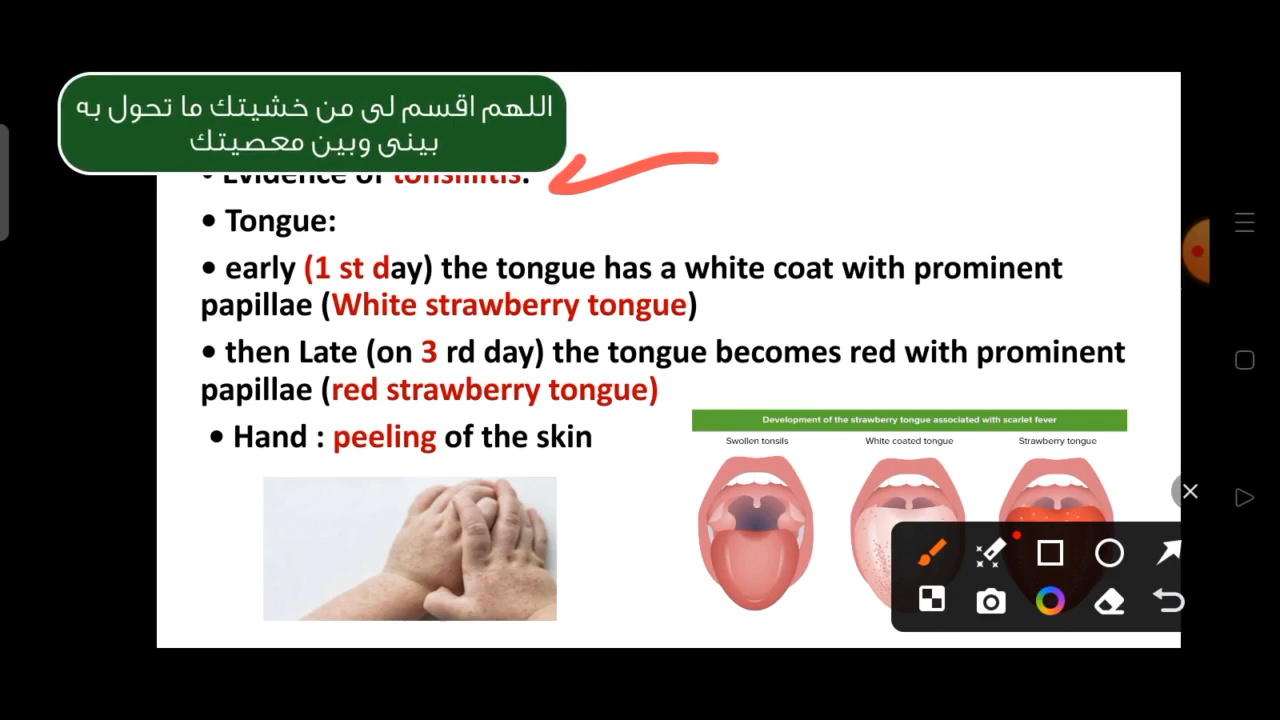 اللهم اقسم لى من خشيتك ما تحول به
بينى وبين معصيتك
• Evidence of tonsillitis.
• Tongue:
• early (1 st day) the tongue has a white coat with prominent
papillae (White strawberry tongue)
• then Late (on 3 rd day) the tongue becomes red with prominent
papillae (red strawberry tongue)
• Hand : peeling of the skin
Development of the strawberry tongue associated with scarlet fever
Swollen tonsils White coated tongue Strawberry tongue